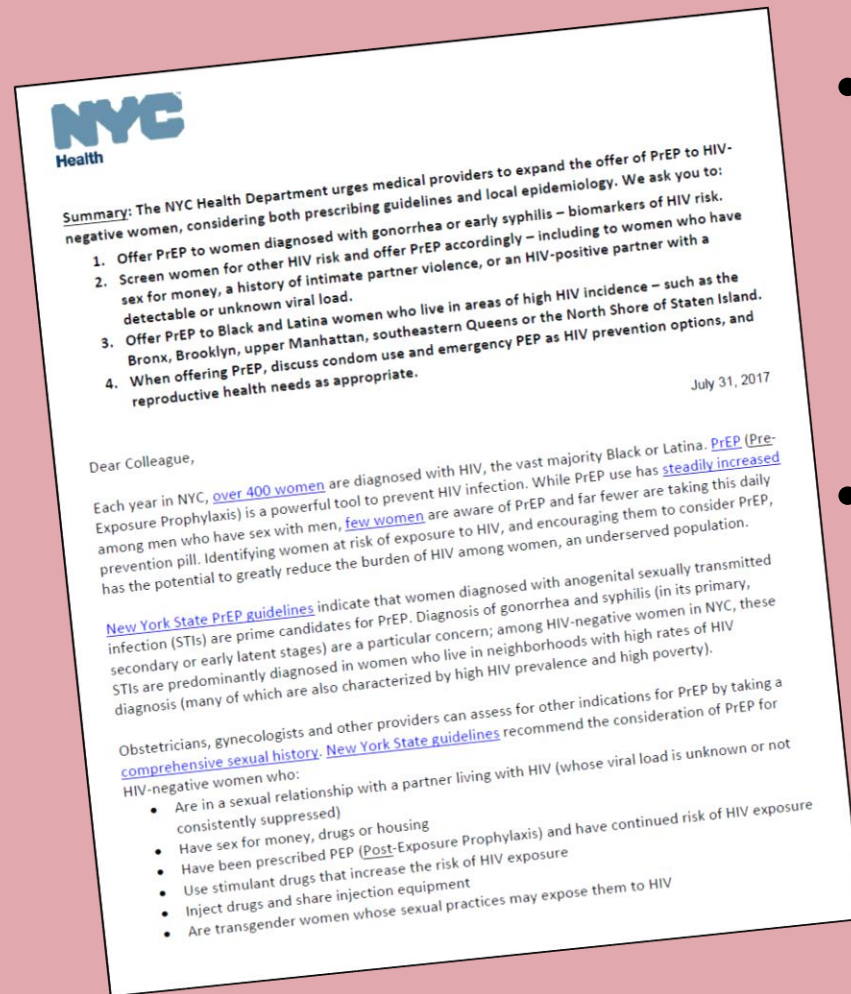 NYC
Health
Summary: The NYC Health Department urges medical providers to expand the offer of PrEP to HIV-
negative women, considering both prescribing guidelines and local epidemiology. We ask you to:
1. Offer PrEP to women diagnosed with gonorrhea or early syphilis – biomarkers of HIV risk.
2. Screen women for other HIV risk and offer PrEP accordingly – including to women who have
sex for money, a history of intimate partner violence, or an HIV-positive partner with a
detectable or unknown viral load.
3. Offer PrEP to Black and Latina women who live in areas of high HIV incidence – such as the
Bronx, Brooklyn, upper Manhattan, southeastern Queens or the North Shore of Staten Island.
4. When offering PrEP, discuss condom use and emergency PEP as HIV prevention options, and
reproductive health needs as appropriate.
July 31, 2017
Dear Colleague,
Each year in NYC, over 400 women are diagnosed with HIV, the vast majority Black or Latina. PrEP (Pre-
Exposure Prophylaxis) is a powerful tool to prevent HIV infection. While PrEP use has steadily increased
among men who have sex with men, few women are aware of PrEP and far fewer are taking this daily
prevention pill. Identifying women at risk of exposure to HIV, and encouraging them to consider PrEP,
has the potential to greatly reduce the burden of HIV among women, an underserved population.
New York State PrEP guidelines indicate that women diagnosed with anogenital sexually transmitted
infection (STIs) are prime candidates for PrEP. Diagnosis of gonorrhea and syphilis (in its primary,
secondary or early latent stages) are a particular concern; among HIV-negative women in NYC, these
STIs are predominantly diagnosed in women who live in neighborhoods with high rates of HIV
diagnosis (many of which are also characterized by high HIV prevalence and high poverty).
Obstetricians, gynecologists and other providers can assess for other indications for PrEP by taking a
comprehensive sexual history. New York State guidelines recommend the consideration of PrEP for
HIV-negative women who:
• Are in a sexual relationship with a partner living with HIV (whose viral load is unknown or not
consistently suppressed)
• Have sex for money, drugs or housing
• Have been prescribed PEP (Post-Exposure Prophylaxis) and have continued risk of HIV exposure
• Use stimulant drugs that increase the risk of HIV exposure
• Inject drugs and share injection equipment
• Are transgender women whose sexual practices may expose them to HIV